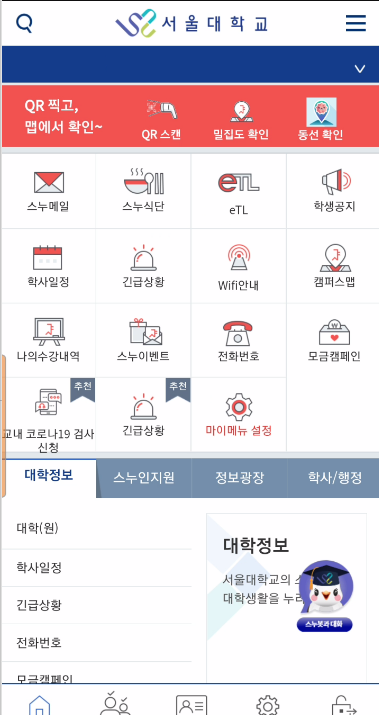 서울대학교
QR 찍고,
맵에서 확인~
QR 스캔
밀집도 확인
동선 확인
스누메일
스누식단
eTL
eTL
학생공지
학사일정
긴급상황
Wifi안내
캠퍼스맵
나의수강내역
스누이벤트
전화번호
모금캠페인
추천
추천
교내 코로나19 검사
신청
긴급상황
마이메뉴 설정
대학정보
스누인지원
정보광장
학사/행정
대학(원)
학사일정
긴급상황
전화번호
모금캠페인
대학정보
서울대학교의 스
대학생활을 누리
스누봇과 대화